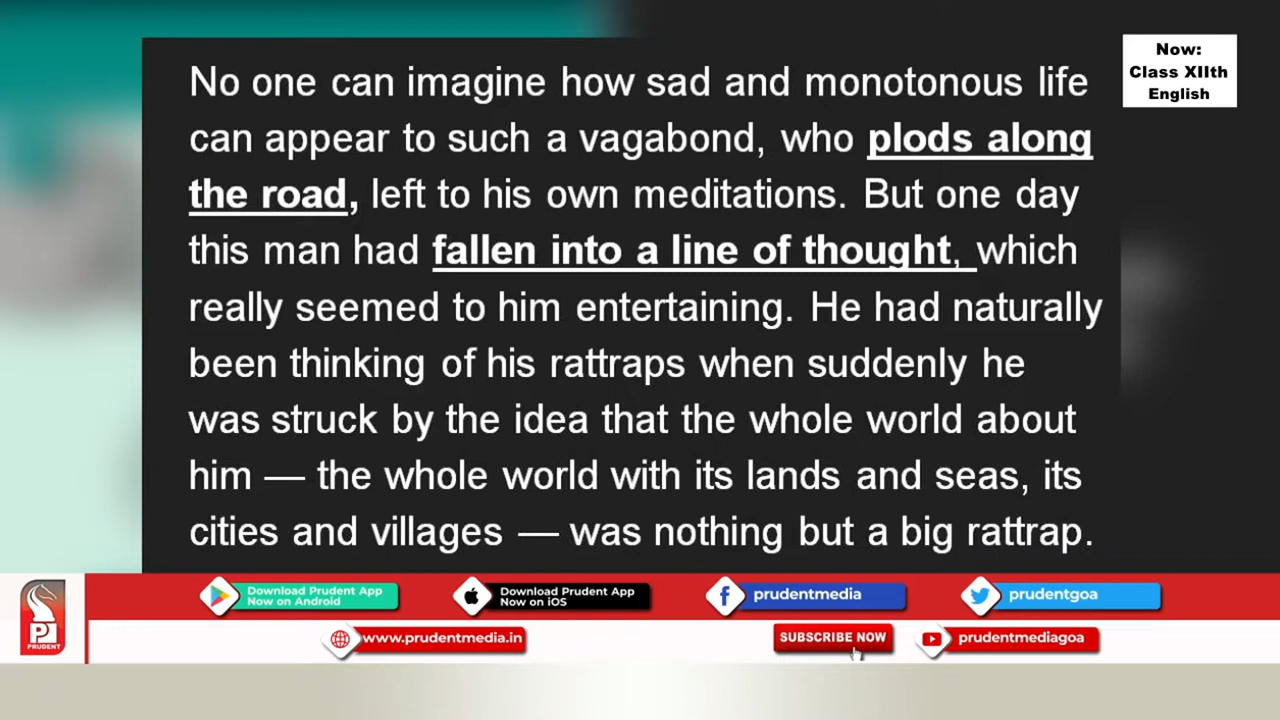 Now:
Class XIIth
English
No one can imagine how sad and monotonous life
can appear to such a vagabond, who plods along
the road, left to his own meditations. But one day
this man had fallen into a line of thought, which
really seemed to him entertaining. He had naturally
been thinking of his rattraps when suddenly he
was struck by the idea that the whole world about
him — the whole world with its lands and seas, its
cities and villages — was nothing but a big rattrap.
Download Prudent App
Now on Android
Download Prudent App
Now on iOS
prudentmedia
prudentgoa
PRUDENT
www.prudentmedia.in
SUBSCRIBE NOW
prudentmediagoa